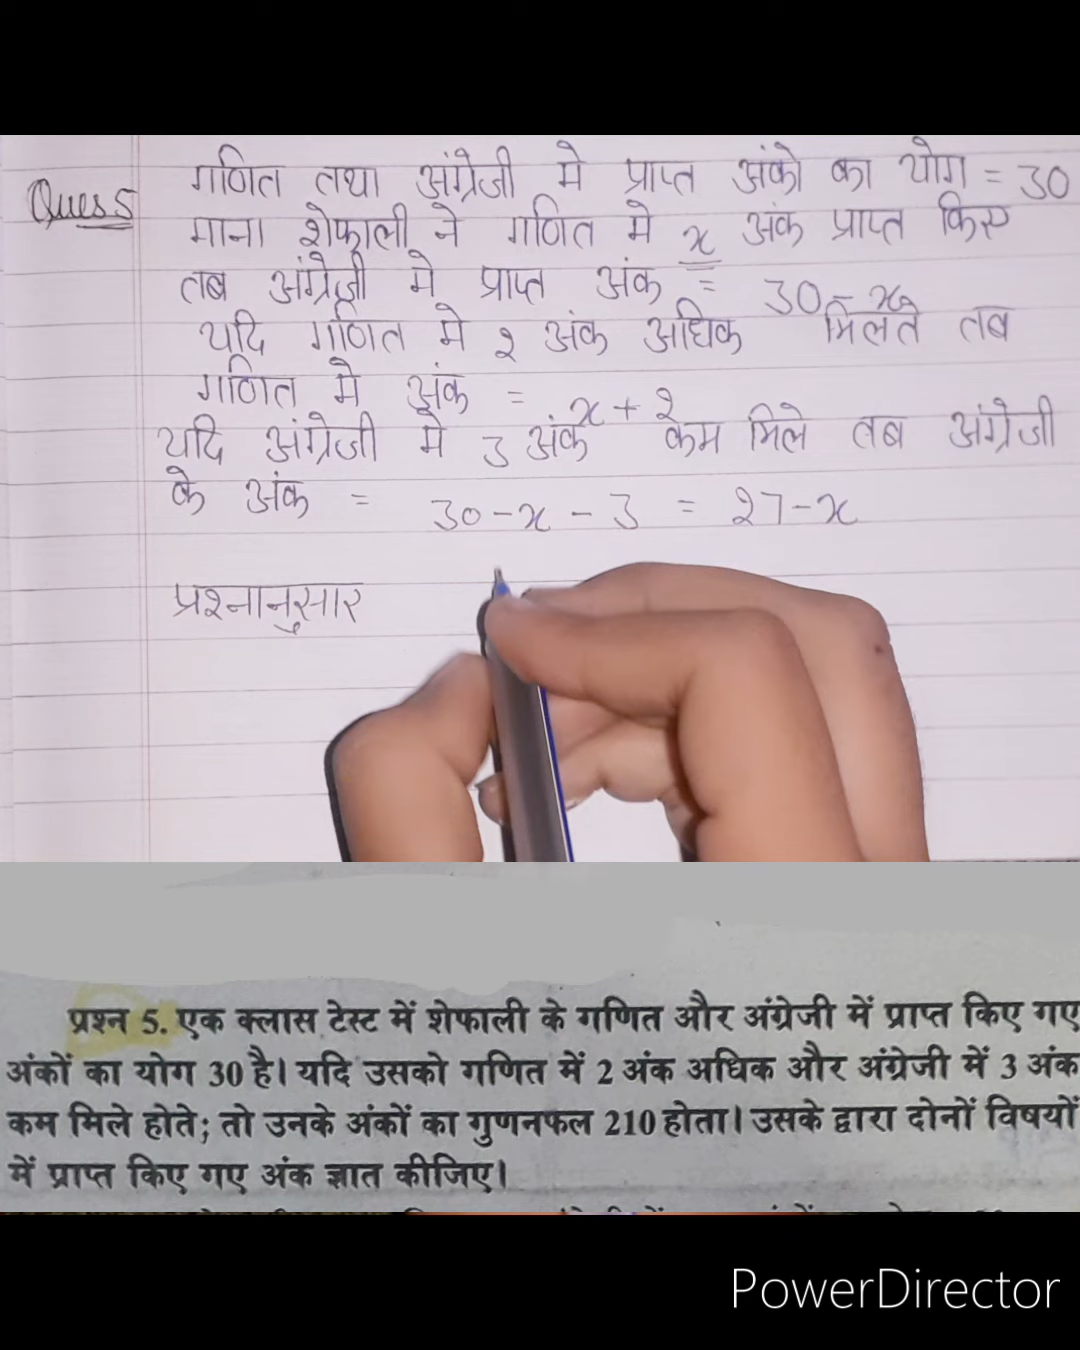 Ques 5
गणित तथा अंग्रेजी मे प्राप्त अंको का योग = 30
माना शेफाली ने गणित मे x अंक प्राप्त किए
तब अंग्रेजी मे प्राप्त अंक = 30 - x
यदि गणित मे 2 अंक अधिक मिलते तब
गणित मे अंक = x + 2
यदि अंग्रेजी मे 3 अंक कम मिले तब अंग्रेजी
के अंक = 30 - x - 3 = 27 - x
प्रश्नानुसार
प्रश्न 5. एक क्लास टेस्ट में शेफाली के गणित और अंग्रेजी में प्राप्त किए गए
अंकों का योग 30 है। यदि उसको गणित में 2 अंक अधिक और अंग्रेजी में 3 अंक
कम मिले होते; तो उनके अंकों का गुणनफल 210 होता। उसके द्वारा दोनों विषयों
में प्राप्त किए गए अंक ज्ञात कीजिए।
PowerDirector